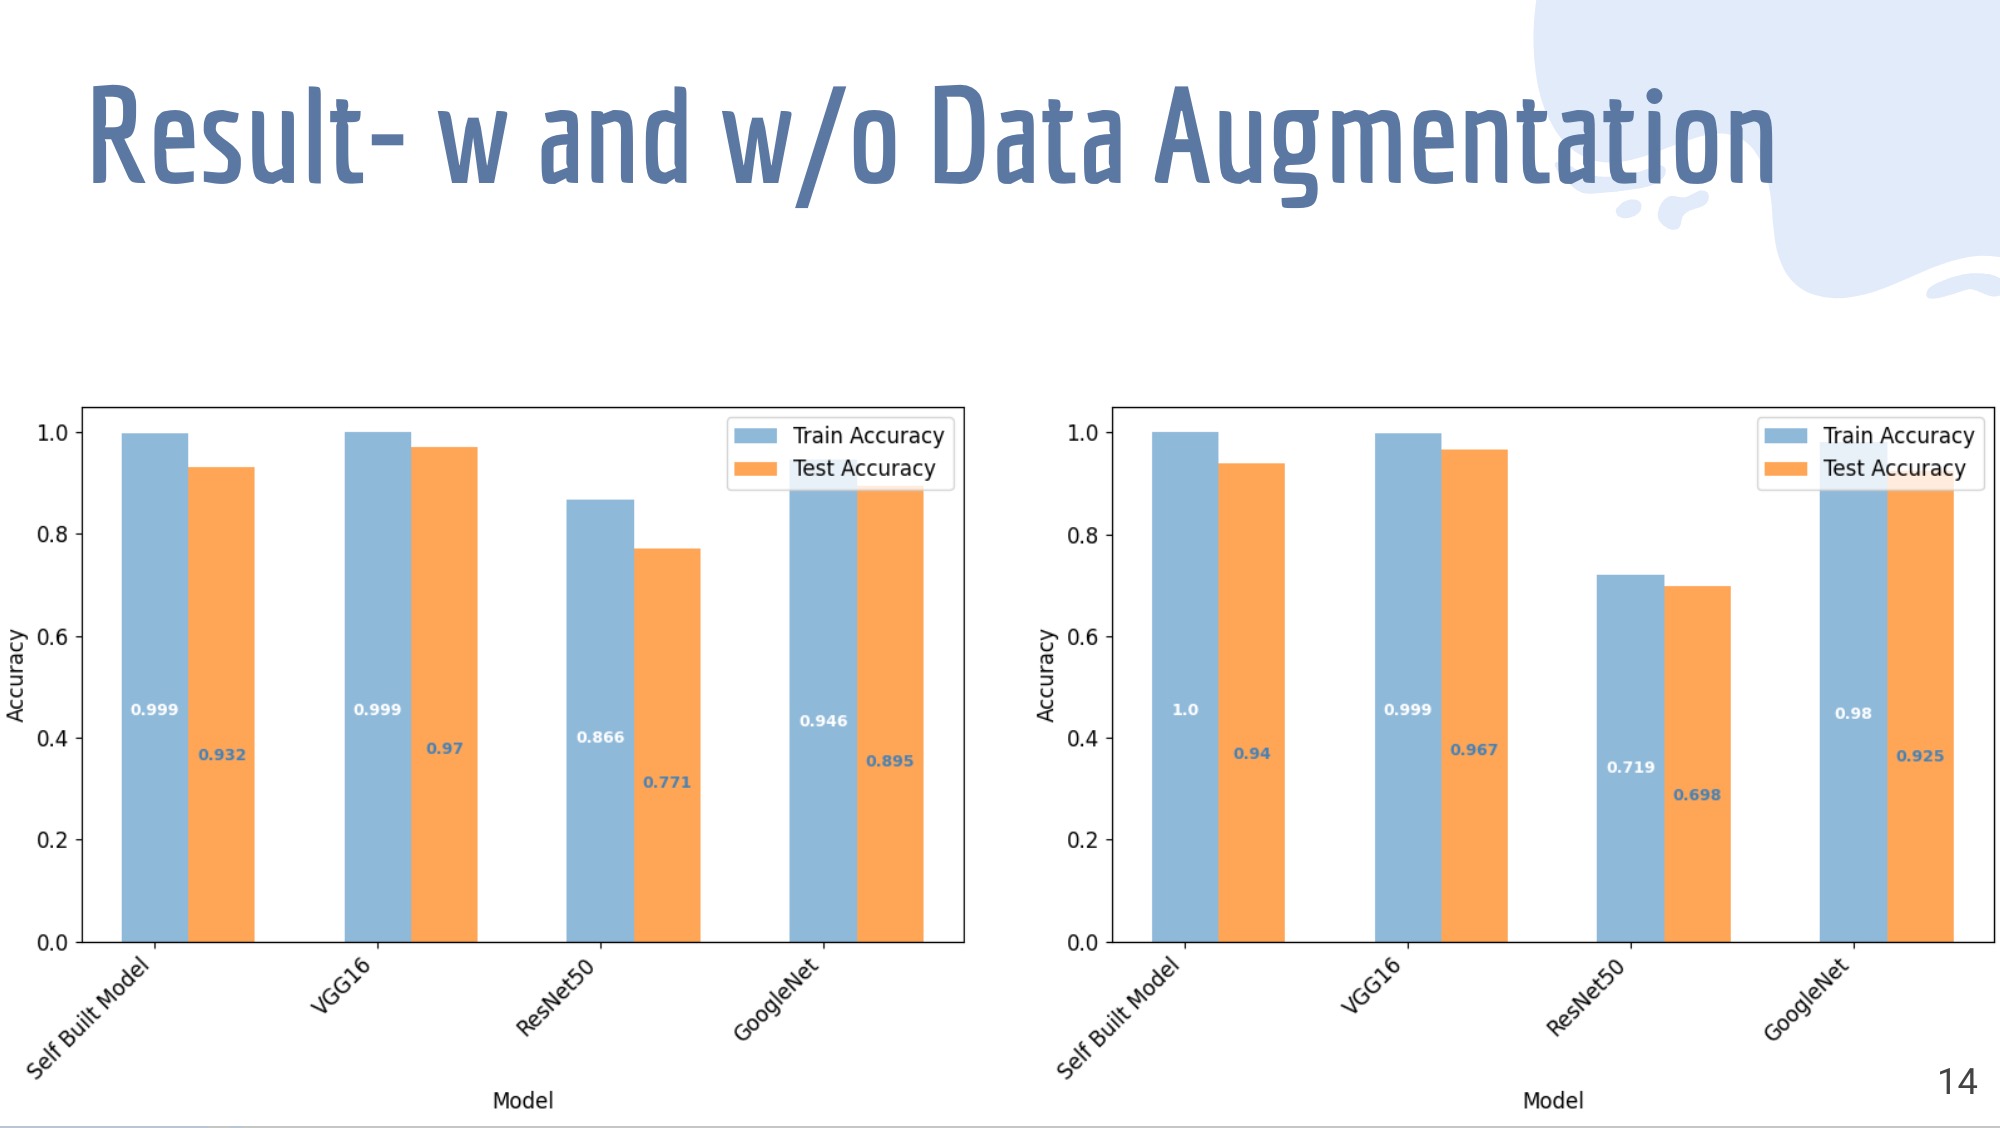 Result- w and w/o Data Augmentation
Train Accuracy
Test Accuracy
1.0
0.8
0.6
0.4
0.2
0.0
Accuracy
0.999
0.932
0.999
0.97
0.866
0.771
0.946
0.895
Self Built Model
VGG16
ResNet50
GoogleNet
Model
Train Accuracy
Test Accuracy
1.0
0.8
0.6
0.4
0.2
0.0
Accuracy
1.0
0.94
0.999
0.967
0.719
0.698
0.98
0.925
Self Built Model
VGG16
ResNet50
GoogleNet
Model
14